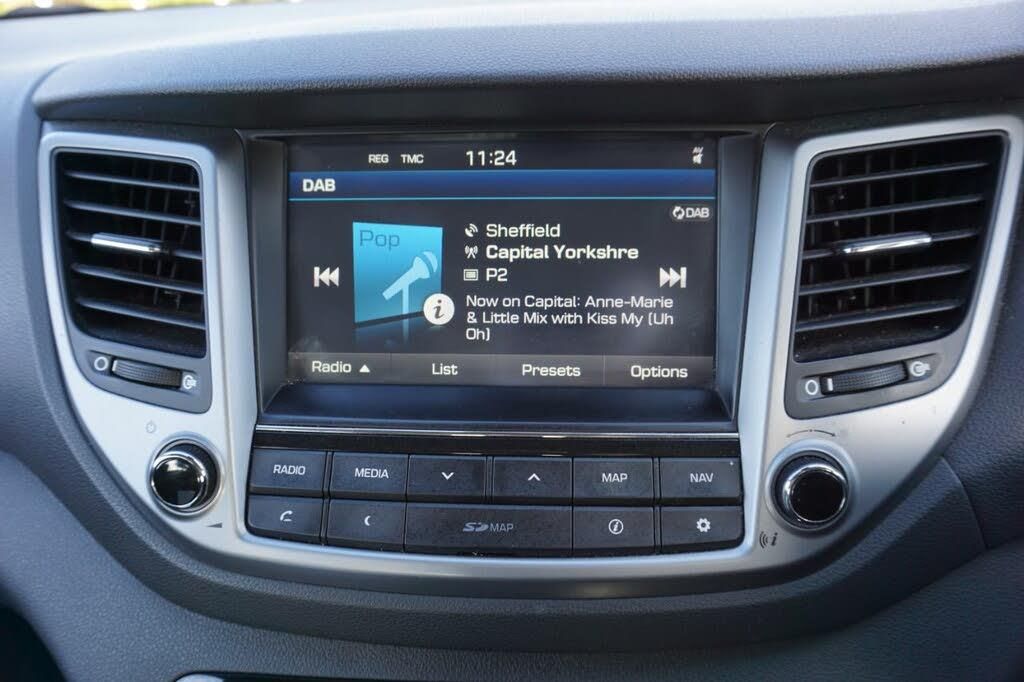 REG TMC 11:24 AV
DAB
DAB
Pop
Sheffield
Capital Yorkshre
P2
i
Now on Capital: Anne-Marie
& Little Mix with Kiss My (Uh
Oh)
Radio List Presets Options
RADIO MEDIA MAP NAV
SD MAP i
i